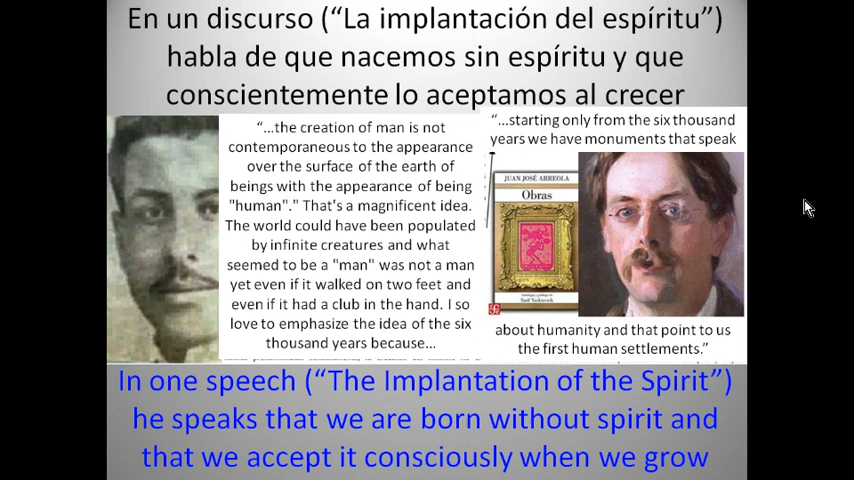 En un discurso (“La implantación del espíritu”)
habla de que nacemos sin espíritu y que
conscientemente lo aceptamos al crecer
“...the creation of man is not
contemporaneous to the appearance
over the surface of the earth of
beings with the appearance of being
"human"." That's a magnificent idea.
The world could have been populated
by infinite creatures and what
seemed to be a "man" was not a man
yet even if it walked on two feet and
even if it had a club in the hand. I so
love to emphasize the idea of the six
thousand years because...
“...starting only from the six thousand
years we have monuments that speak
JUAN JOSÉ ARREOLA
Obras
about humanity and that point to us
the first human settlements.”
In one speech (“The Implantation of the Spirit”)
he speaks that we are born without spirit and
that we accept it consciously when we grow